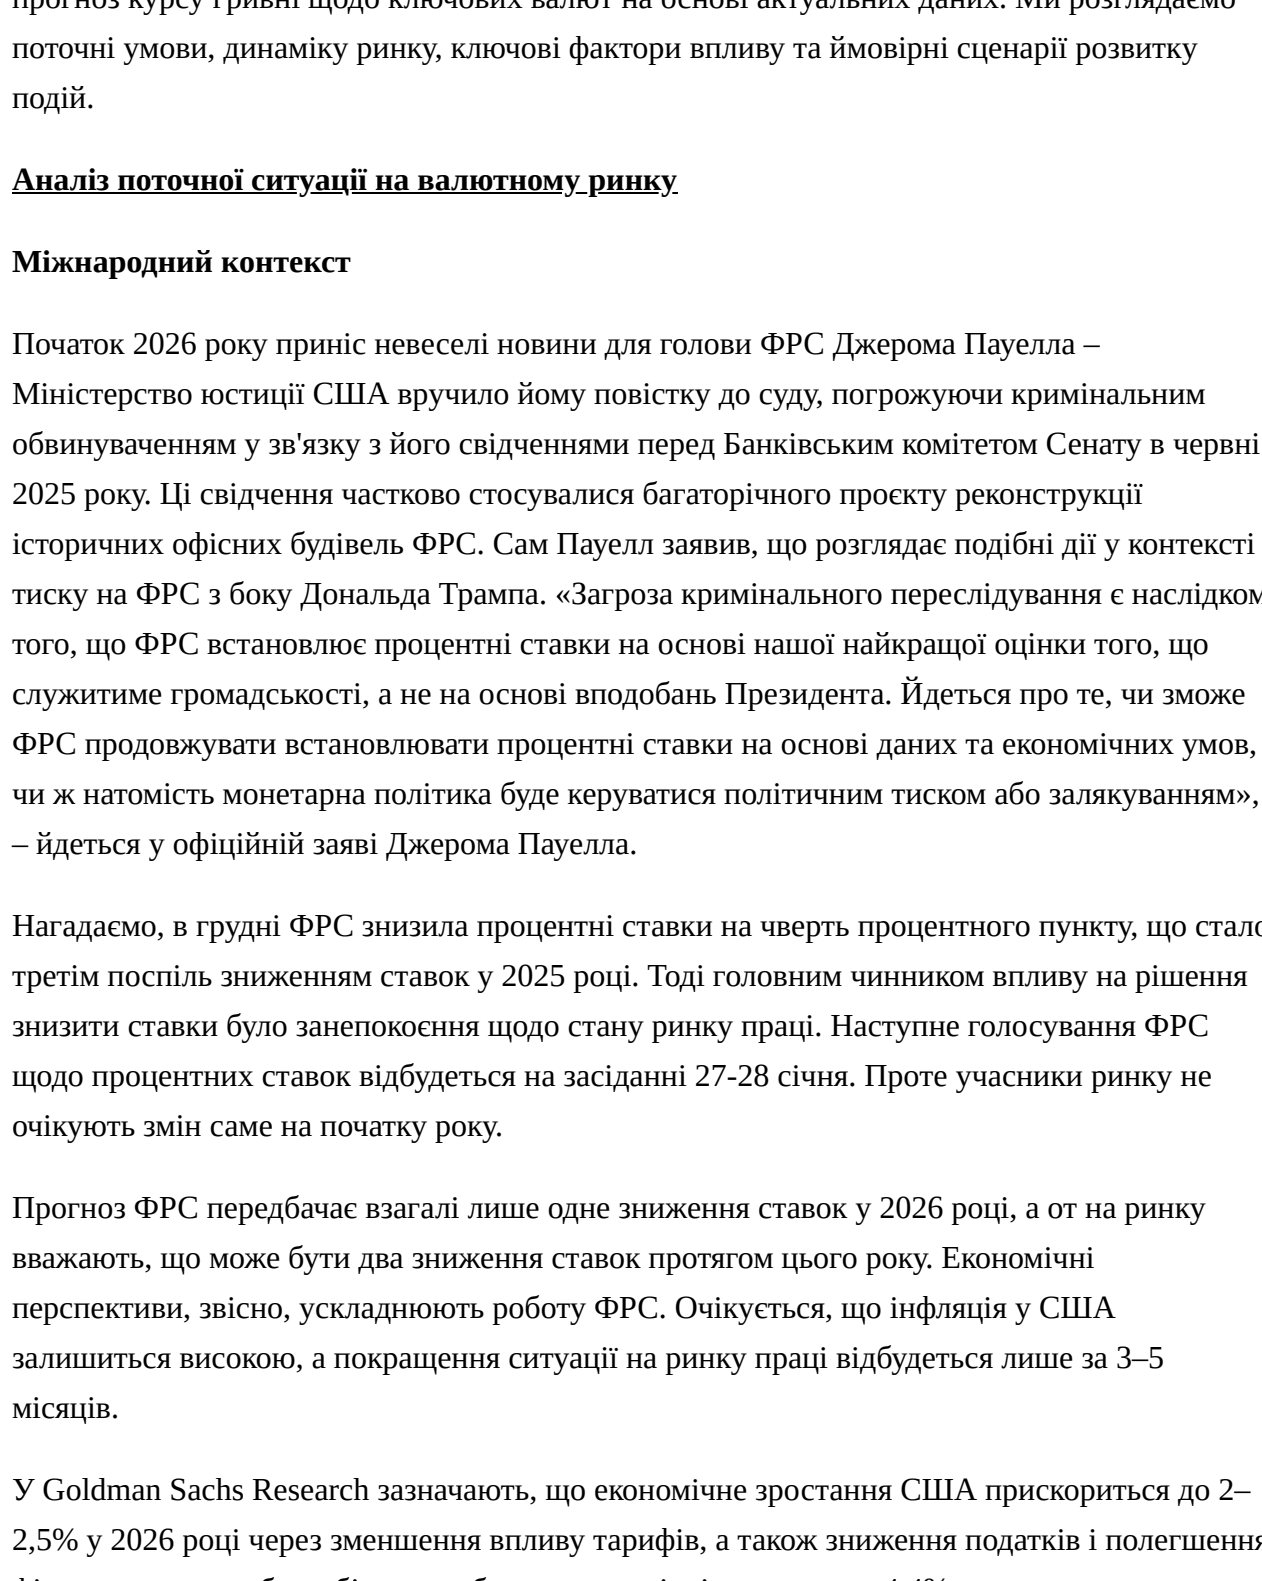 прогноз курсу гривні щодо ключових валют на основі актуальних даних. Ми розглядаємо
поточні умови, динаміку ринку, ключові фактори впливу та ймовірні сценарії розвитку
подій.
Аналіз поточної ситуації на валютному ринку
Міжнародний контекст
Початок 2026 року приніс невеселі новини для голови ФРС Джерома Пауелла –
Міністерство юстиції США вручило йому повістку до суду, погрожуючи кримінальним
обвинуваченням у зв'язку з його свідченнями перед Банківським комітетом Сенату в червні
2025 року. Ці свідчення частково стосувалися багаторічного проєкту реконструкції
історичних офісних будівель ФРС. Сам Пауелл заявив, що розглядає подібні дії у контексті
тиску на ФРС з боку Дональда Трампа. «Загроза кримінального переслідування є наслідком
того, що ФРС встановлює процентні ставки на основі нашої найкращої оцінки того, що
служитиме громадськості, а не на основі вподобань Президента. Йдеться про те, чи зможе
ФРС продовжувати встановлювати процентні ставки на основі даних та економічних умов,
чи ж натомість монетарна політика буде керуватися політичним тиском або залякуванням»,
– йдеться у офіційній заяві Джерома Пауелла.
Нагадаємо, в грудні ФРС знизила процентні ставки на чверть процентного пункту, що стало
третім поспіль зниженням ставок у 2025 році. Тоді головним чинником впливу на рішення
знизити ставки було занепокоєння щодо стану ринку праці. Наступне голосування ФРС
щодо процентних ставок відбудеться на засіданні 27-28 січня. Проте учасники ринку не
очікують змін саме на початку року.
Прогноз ФРС передбачає взагалі лише одне зниження ставок у 2026 році, а от на ринку
вважають, що може бути два зниження ставок протягом цього року. Економічні
перспективи, звісно, ускладнюють роботу ФРС. Очікується, що інфляція у США
залишиться високою, а покращення ситуації на ринку праці відбудеться лише за 3–5
місяців.
У Goldman Sachs Research зазначають, що економічне зростання США прискориться до 2–
2,5% у 2026 році через зменшення впливу тарифів, а також зниження податків і полегшення